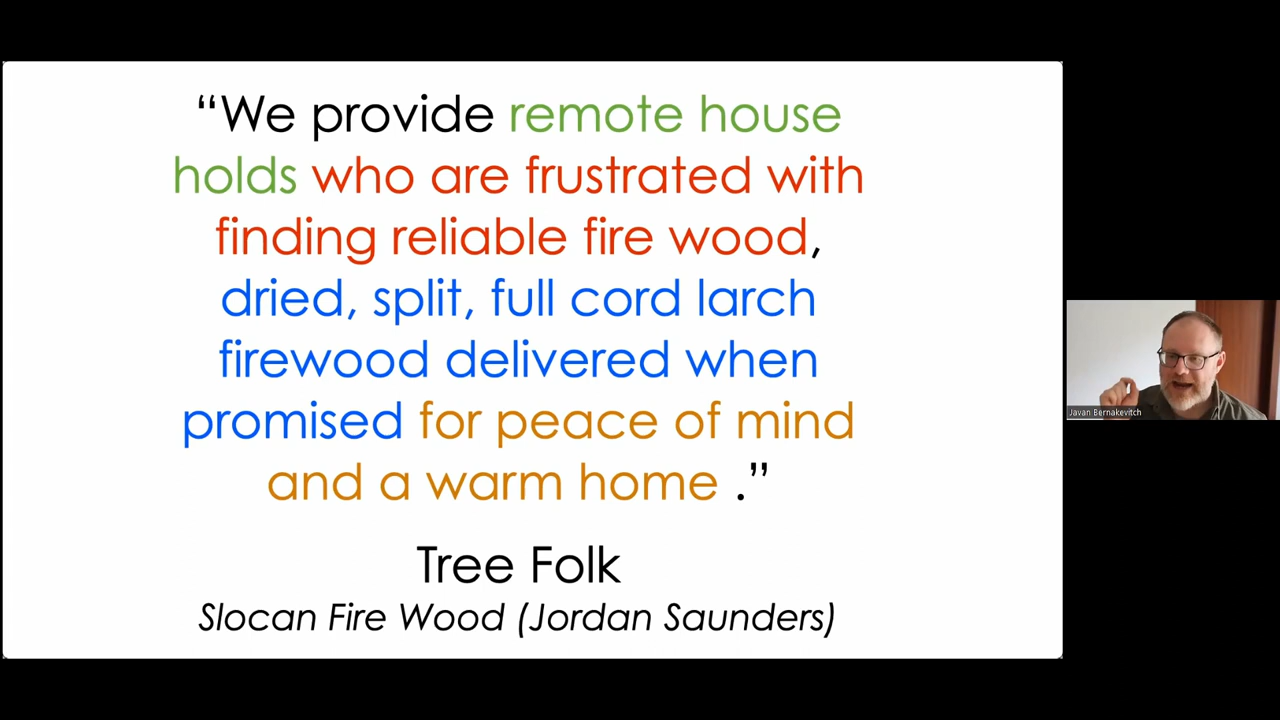 “We provide remote house
holds who are frustrated with
finding reliable fire wood,
dried, split, full cord larch
firewood delivered when
promised for peace of mind
and a warm home .”
Tree Folk
Slocan Fire Wood (Jordan Saunders)
Javan Bernakevitch